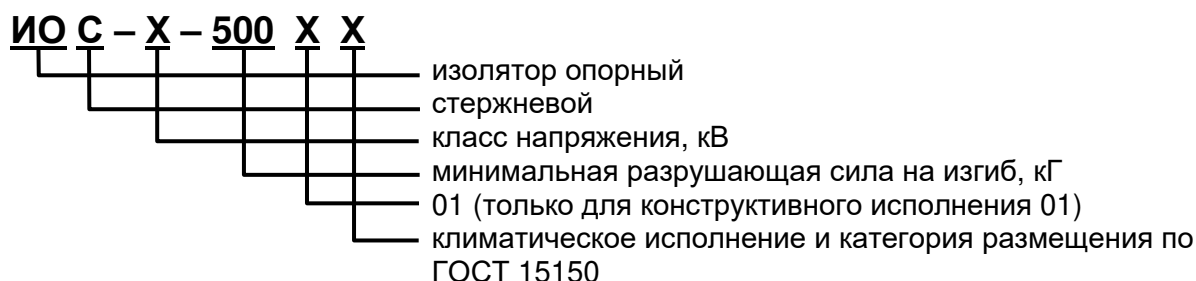 ИО С – Х – 500 Х Х
изолятор опорный
стержневой
класс напряжения, кВ
минимальная разрушающая сила на изгиб, кГ
01 (только для конструктивного исполнения 01)
климатическое исполнение и категория размещения по
ГОСТ 15150